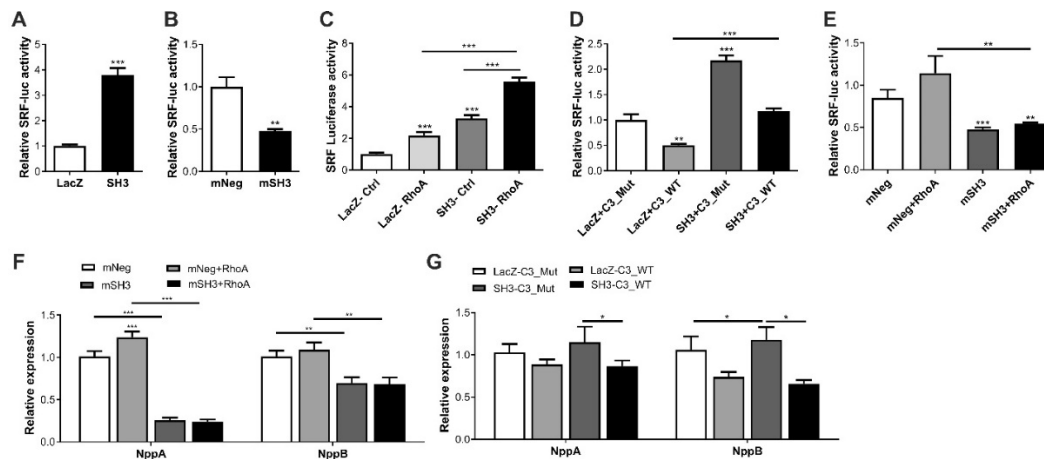 A
Relative SRF-luc activity
5
4
3
2
1
0
***
LacZ
SH3
B
Relative SRF-luc activity
1.5
1.0
0.5
0.0
**
mNeg
mSH3
C
SRF Luciferase activity
8
6
4
2
0
***
***
***
***
LacZ- Ctrl
LacZ- RhoA
SH3- Ctrl
SH3- RhoA
D
Relative SRF-luc activity
2.5
2.0
1.5
1.0
0.5
0.0
***
***
**
LacZ+C3_Mut
LacZ+C3_WT
SH3+C3_Mut
SH3+C3_WT
E
Relative SRF-luc activity
1.5
1.0
0.5
0.0
**
***
**
mNeg
mNeg+RhoA
mSH3
mSH3+RhoA
F
mNeg
mNeg+RhoA
mSH3
mSH3+RhoA
Relative expression
1.5
1.0
0.5
0.0
***
***
***
**
**
NppA
NppB
G
LacZ-C3_Mut
LacZ-C3_WT
SH3-C3_Mut
SH3-C3_WT
Relative expression
1.5
1.0
0.5
0.0
*
*
*
NppA
NppB